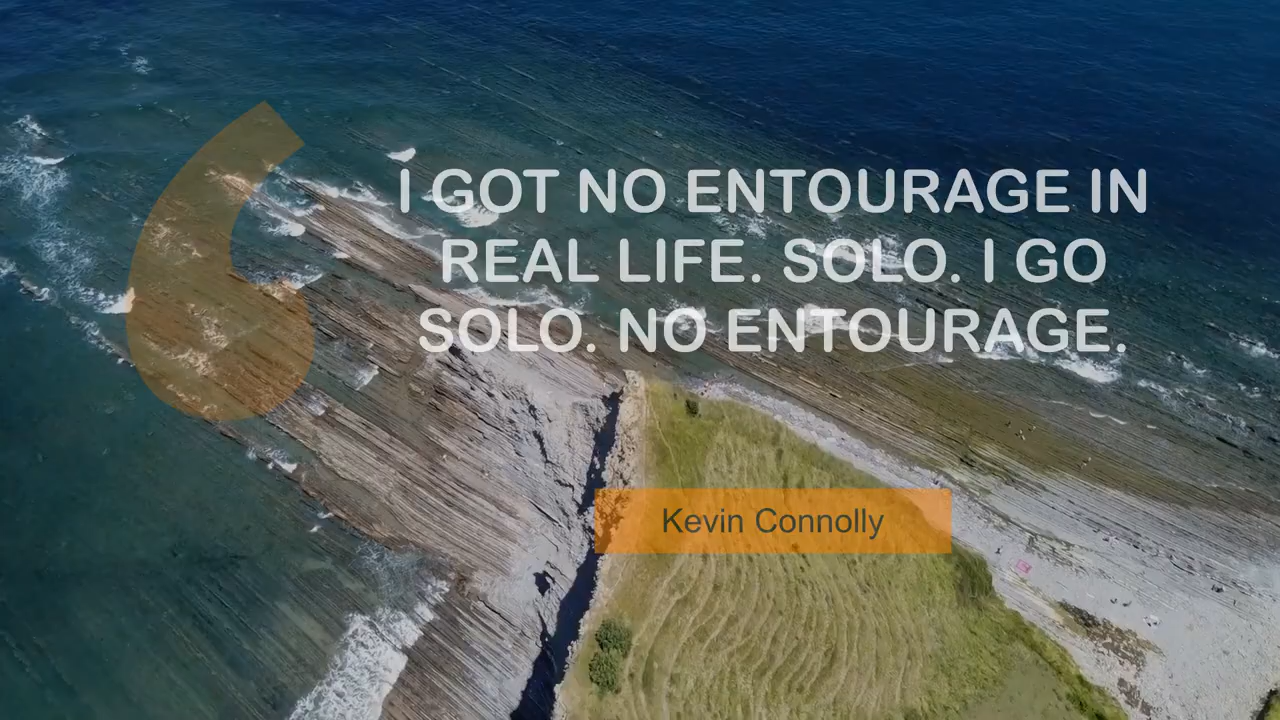 I GOT NO ENTOURAGE IN
REAL LIFE. SOLO. I GO
SOLO. NO ENTOURAGE.
Kevin Connolly